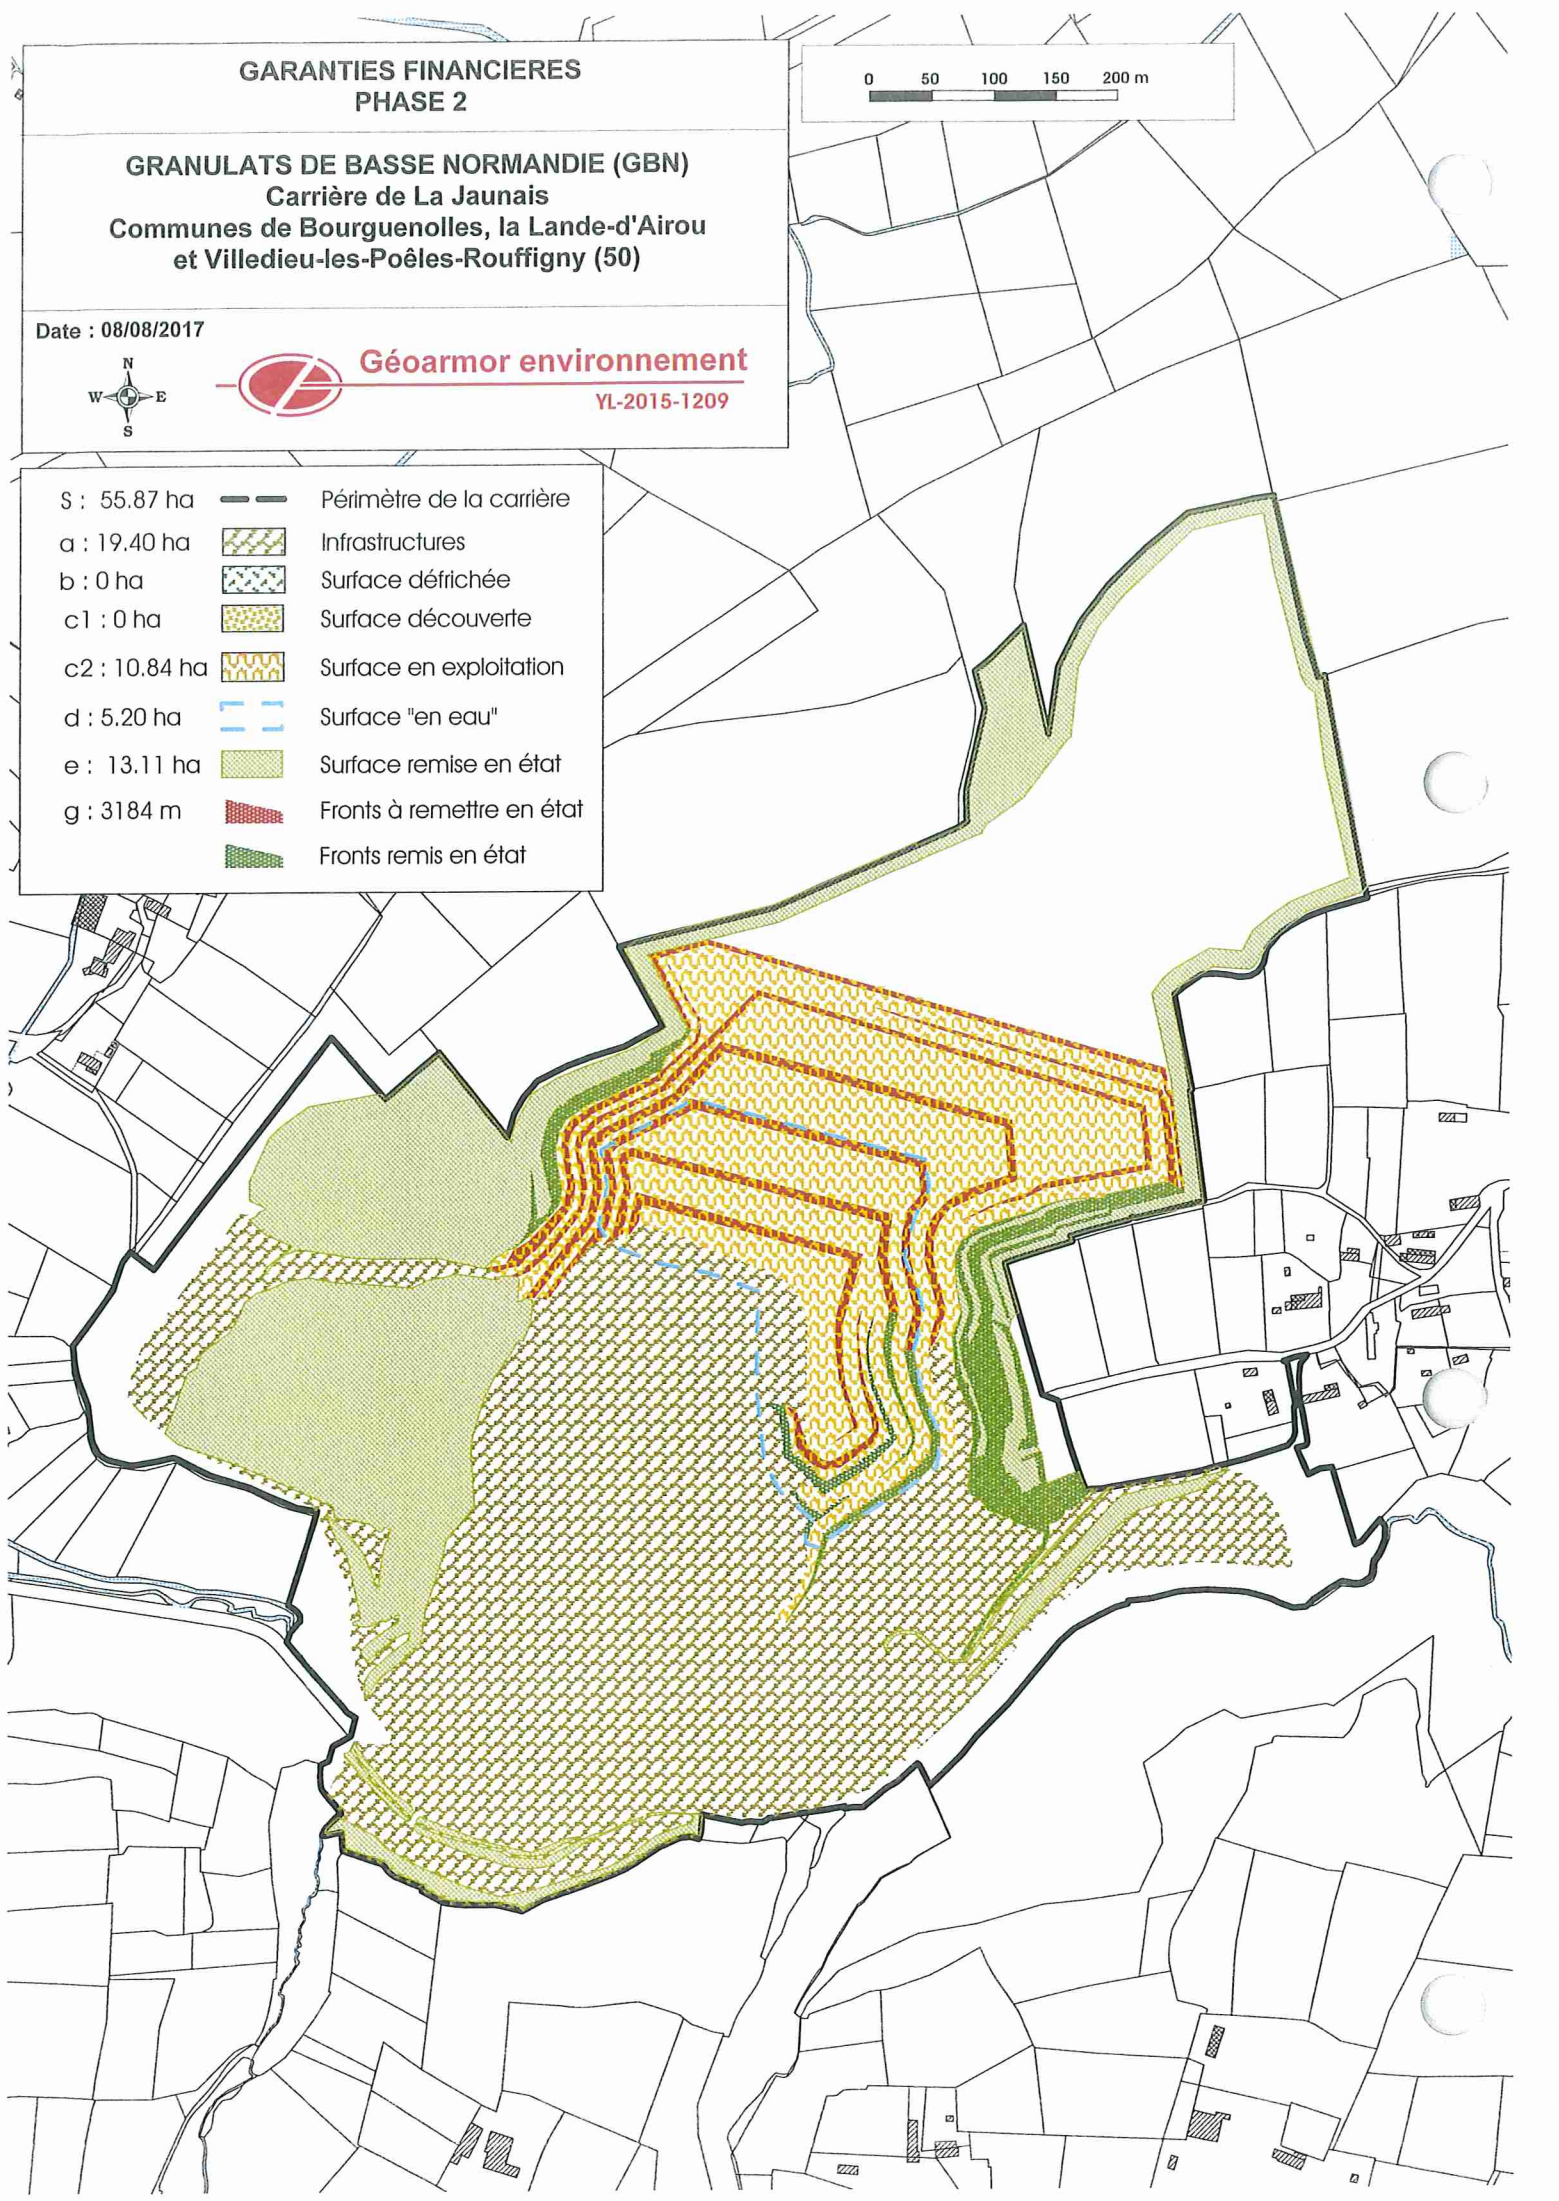 GARANTIES FINANCIERES
PHASE 2
GRANULATS DE BASSE NORMANDIE (GBN)
Carrière de La Jaunais
Communes de Bourguenolles, la Lande-d'Airou
et Villedieu-les-Poêles-Rouffigny (50)
Date : 08/08/2017
N
W E
S
Géoarmor environnement
YL-2015-1209
0 50 100 150 200 m
S : 55.87 ha Périmètre de la carrière
a : 19.40 ha Infrastructures
b : 0 ha Surface défrichée
c1 : 0 ha Surface découverte
c2 : 10.84 ha Surface en exploitation
d : 5.20 ha Surface "en eau"
e : 13.11 ha Surface remise en état
g : 3184 m Fronts à remettre en état
Fronts remis en état